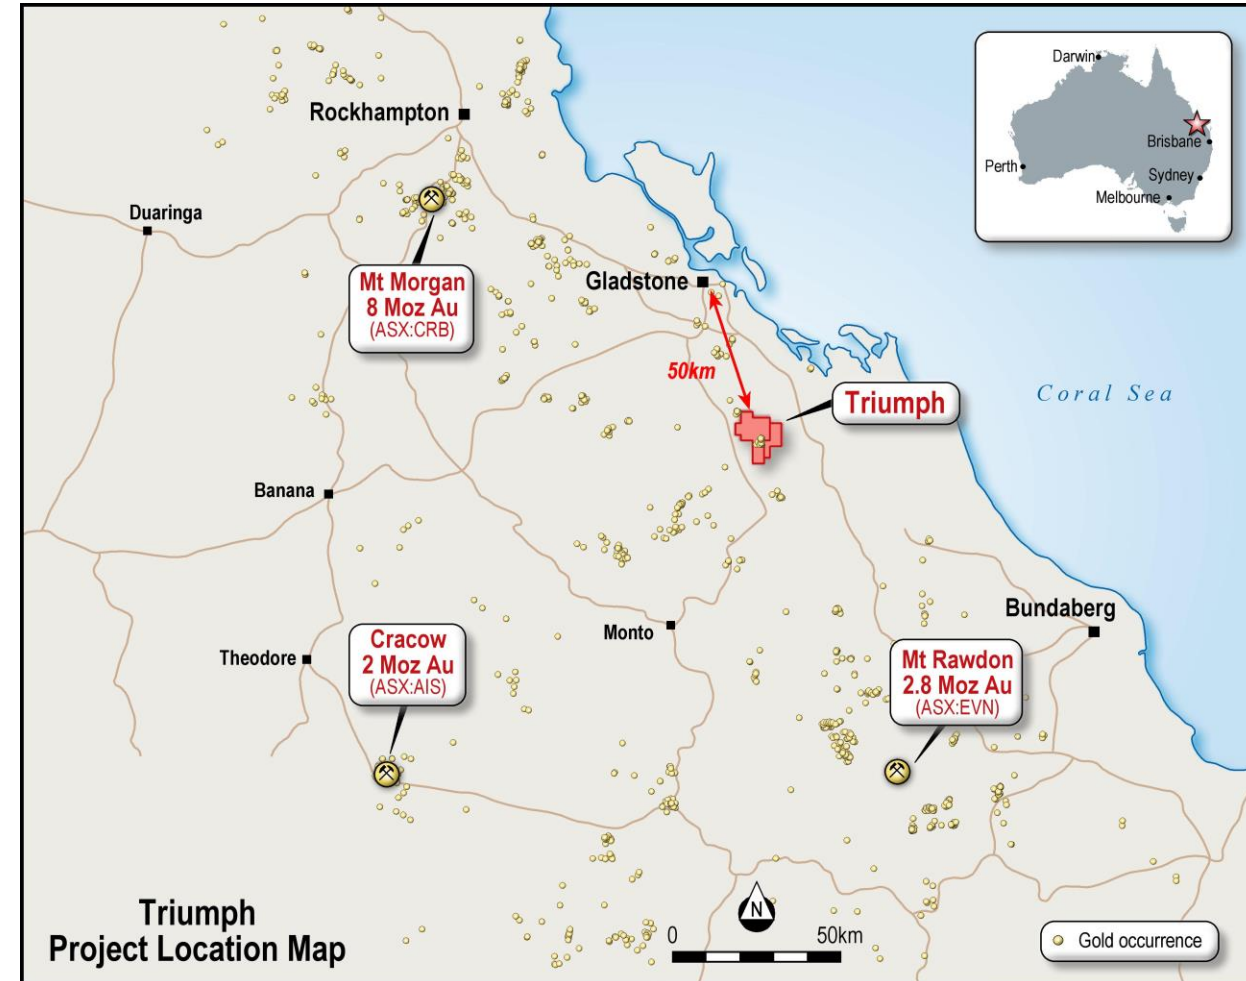 Darwin
Brisbane
Perth
Sydney
Melbourne
Rockhampton
Duaringa
Mt Morgan
8 Moz Au
(ASX:CRB)
Gladstone
50km
Triumph
Coral Sea
Banana
Bundaberg
Monto
Theodore
Cracow
2 Moz Au
(ASX:AIS)
Mt Rawdon
2.8 Moz Au
(ASX:EVN)
Triumph
Project Location Map
N
0 50km
Gold occurrence